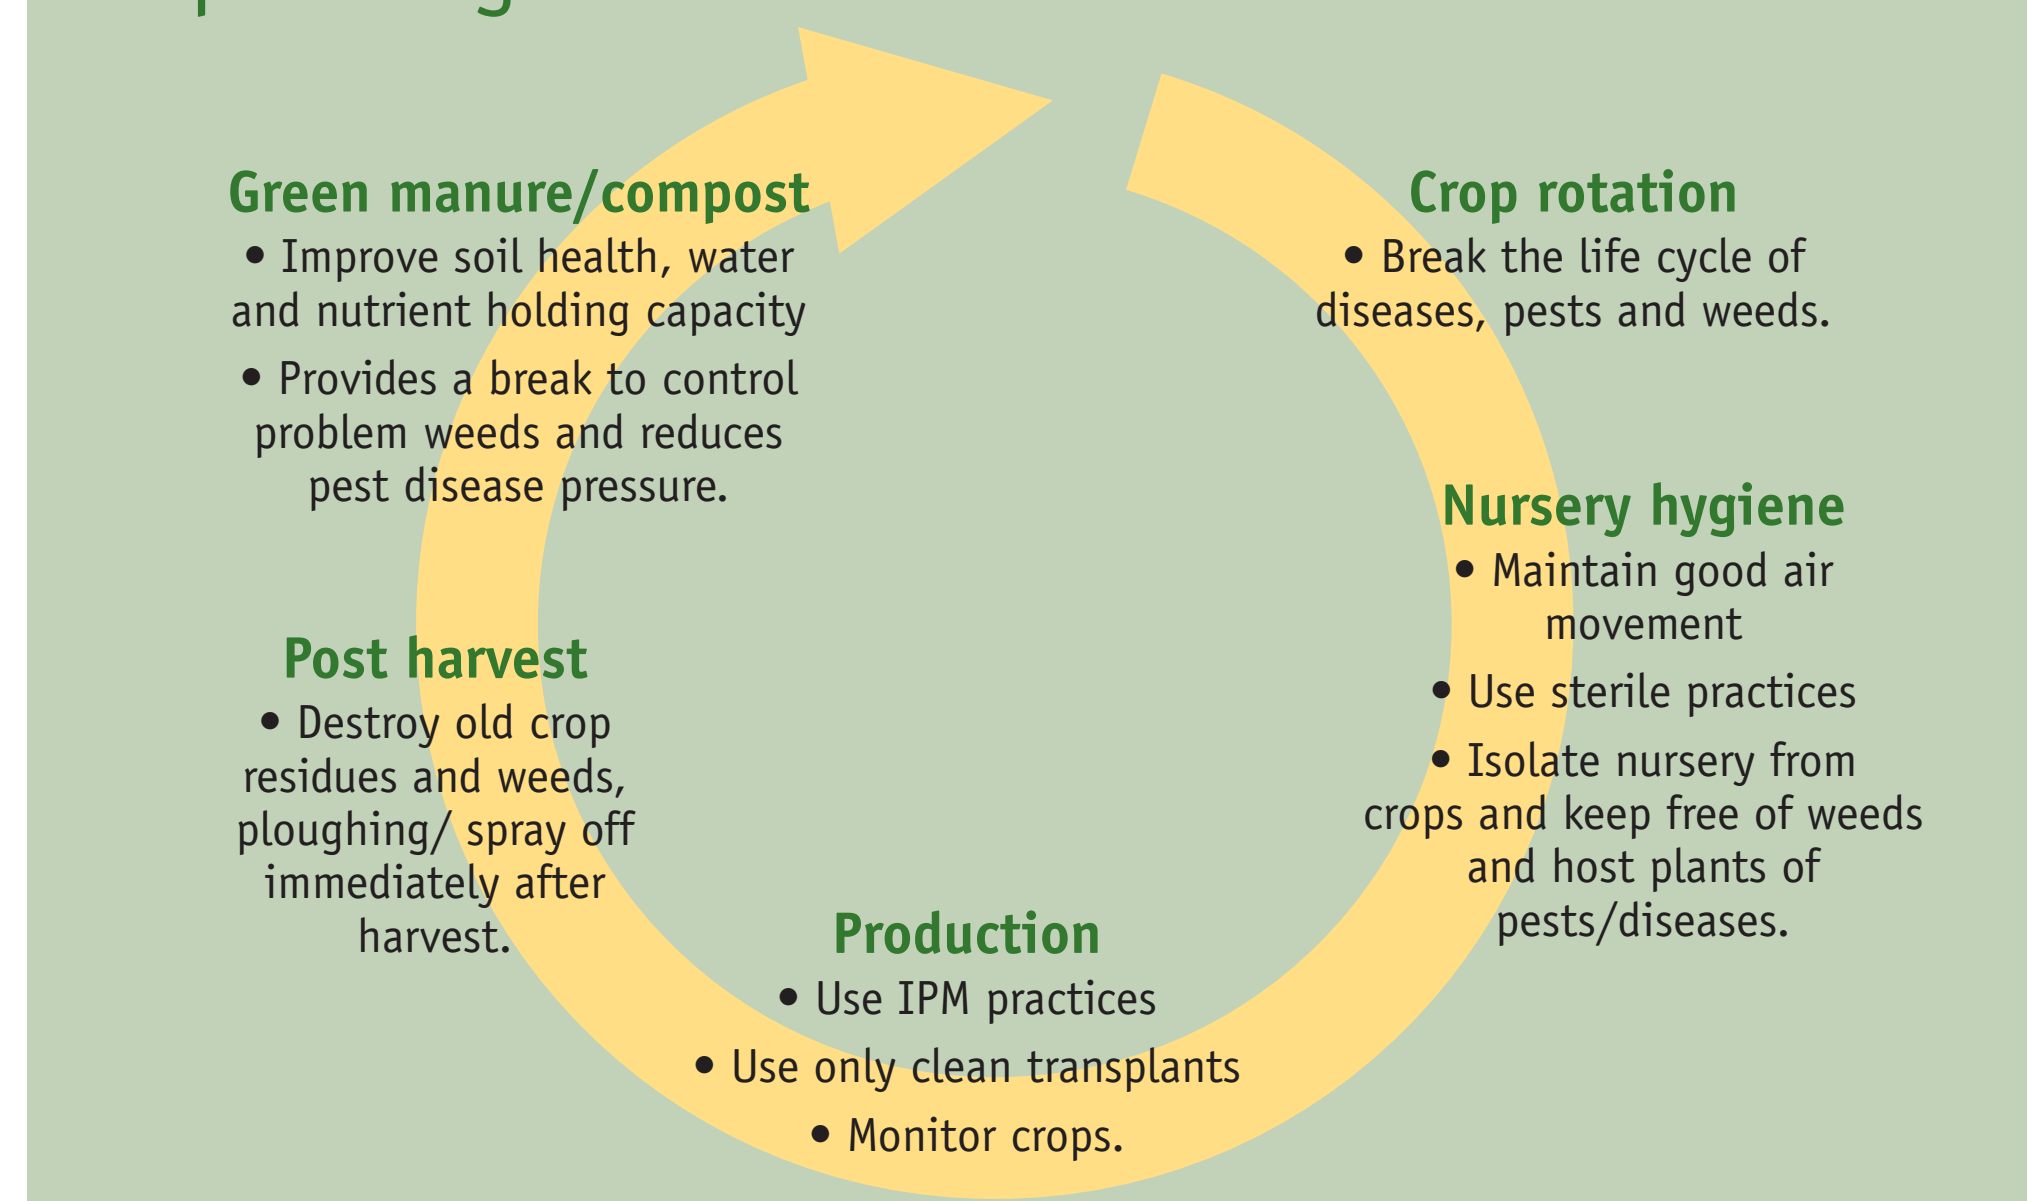 Green manure/compost
• Improve soil health, water
and nutrient holding capacity
• Provides a break to control
problem weeds and reduces
pest disease pressure.
Crop rotation
• Break the life cycle of
diseases, pests and weeds.
Nursery hygiene
• Maintain good air
movement
• Use sterile practices
• Isolate nursery from
crops and keep free of weeds
and host plants of
pests/diseases.
Post harvest
• Destroy old crop
residues and weeds,
ploughing/ spray off
immediately after
harvest.
Production
• Use IPM practices
• Use only clean transplants
• Monitor crops.